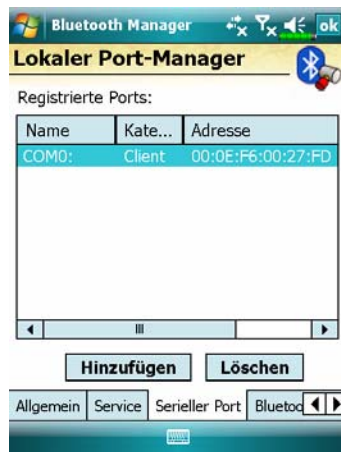 Bluetooth Manager ok
Lokaler Port-Manager
Registrierte Ports:
Name Kate... Adresse
COM0: Client 00:0E:F6:00:27:FD
Hinzufügen Löschen
Allgemein Service Serieller Port Bluetoo